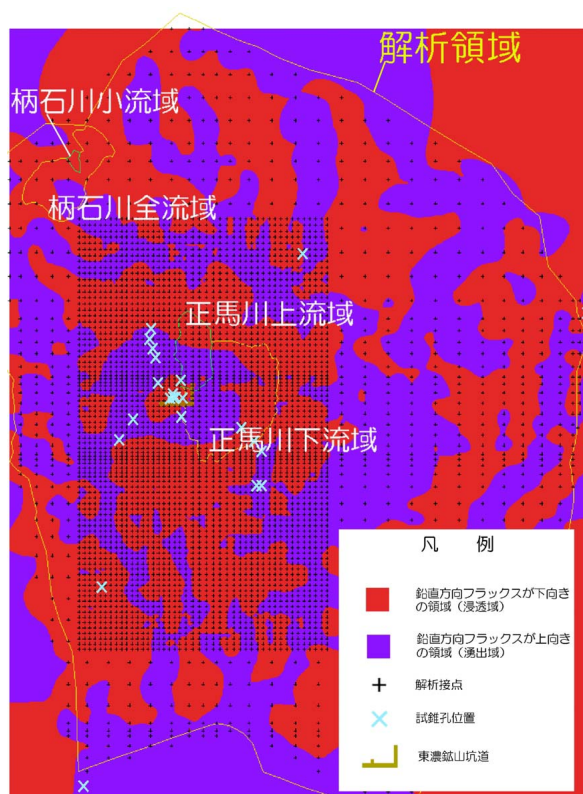 解析領域
柄石川小流域
柄石川全流域
正馬川上流域
正馬川下流域
凡 例
鉛直方向フラックスが下向き
の領域（浸透域）
鉛直方向フラックスが上向き
の領域（湧出域）
解析接点
試錐孔位置
東濃鉱山坑道